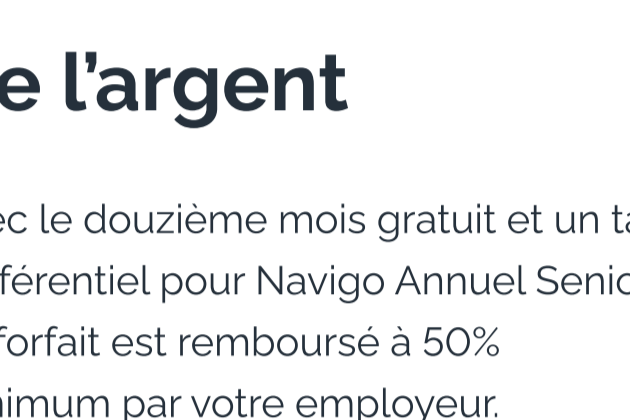 e l’argent
ec le douzième mois gratuit et un ta
férentiel pour Navigo Annuel Senio
forfait est remboursé à 50%
nimum par votre employeur.